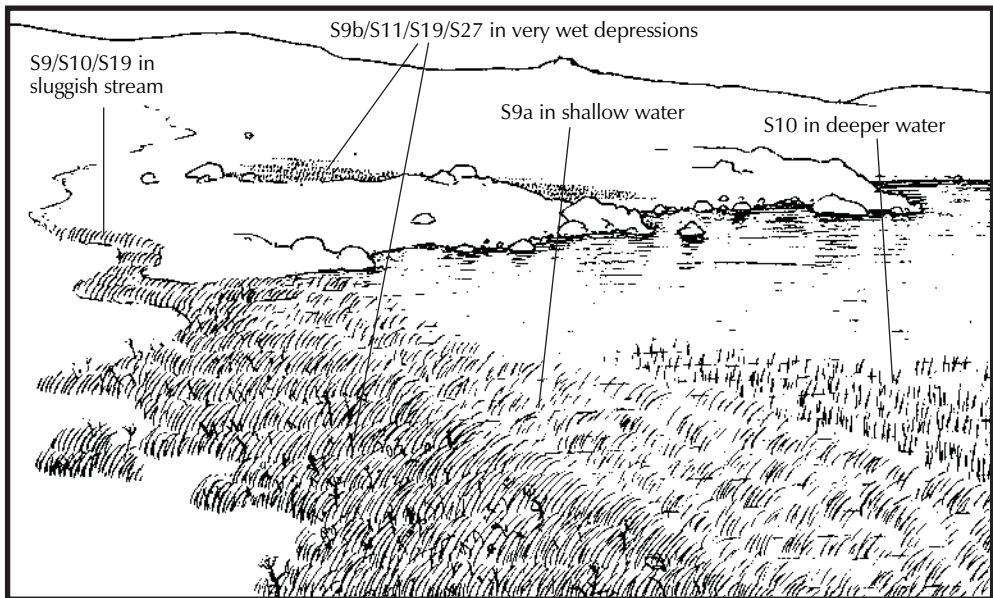 S9b/S11/S19/S27 in very wet depressions
S9/S10/S19 in
sluggish stream
S9a in shallow water
S10 in deeper water